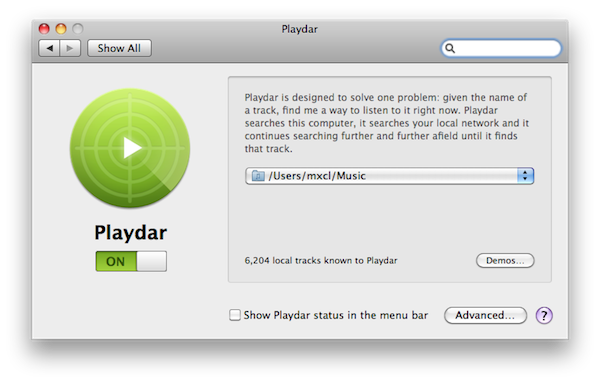 Playdar
Show All
Playdar is designed to solve one problem: given the name of
a track, find me a way to listen to it right now. Playdar
searches this computer, it searches your local network and it
continues searching further and further afield until it finds
that track.
/Users/mxcl/Music
Playdar
ON
6,204 local tracks known to Playdar
Demos...
Show Playdar status in the menu bar
Advanced...
?